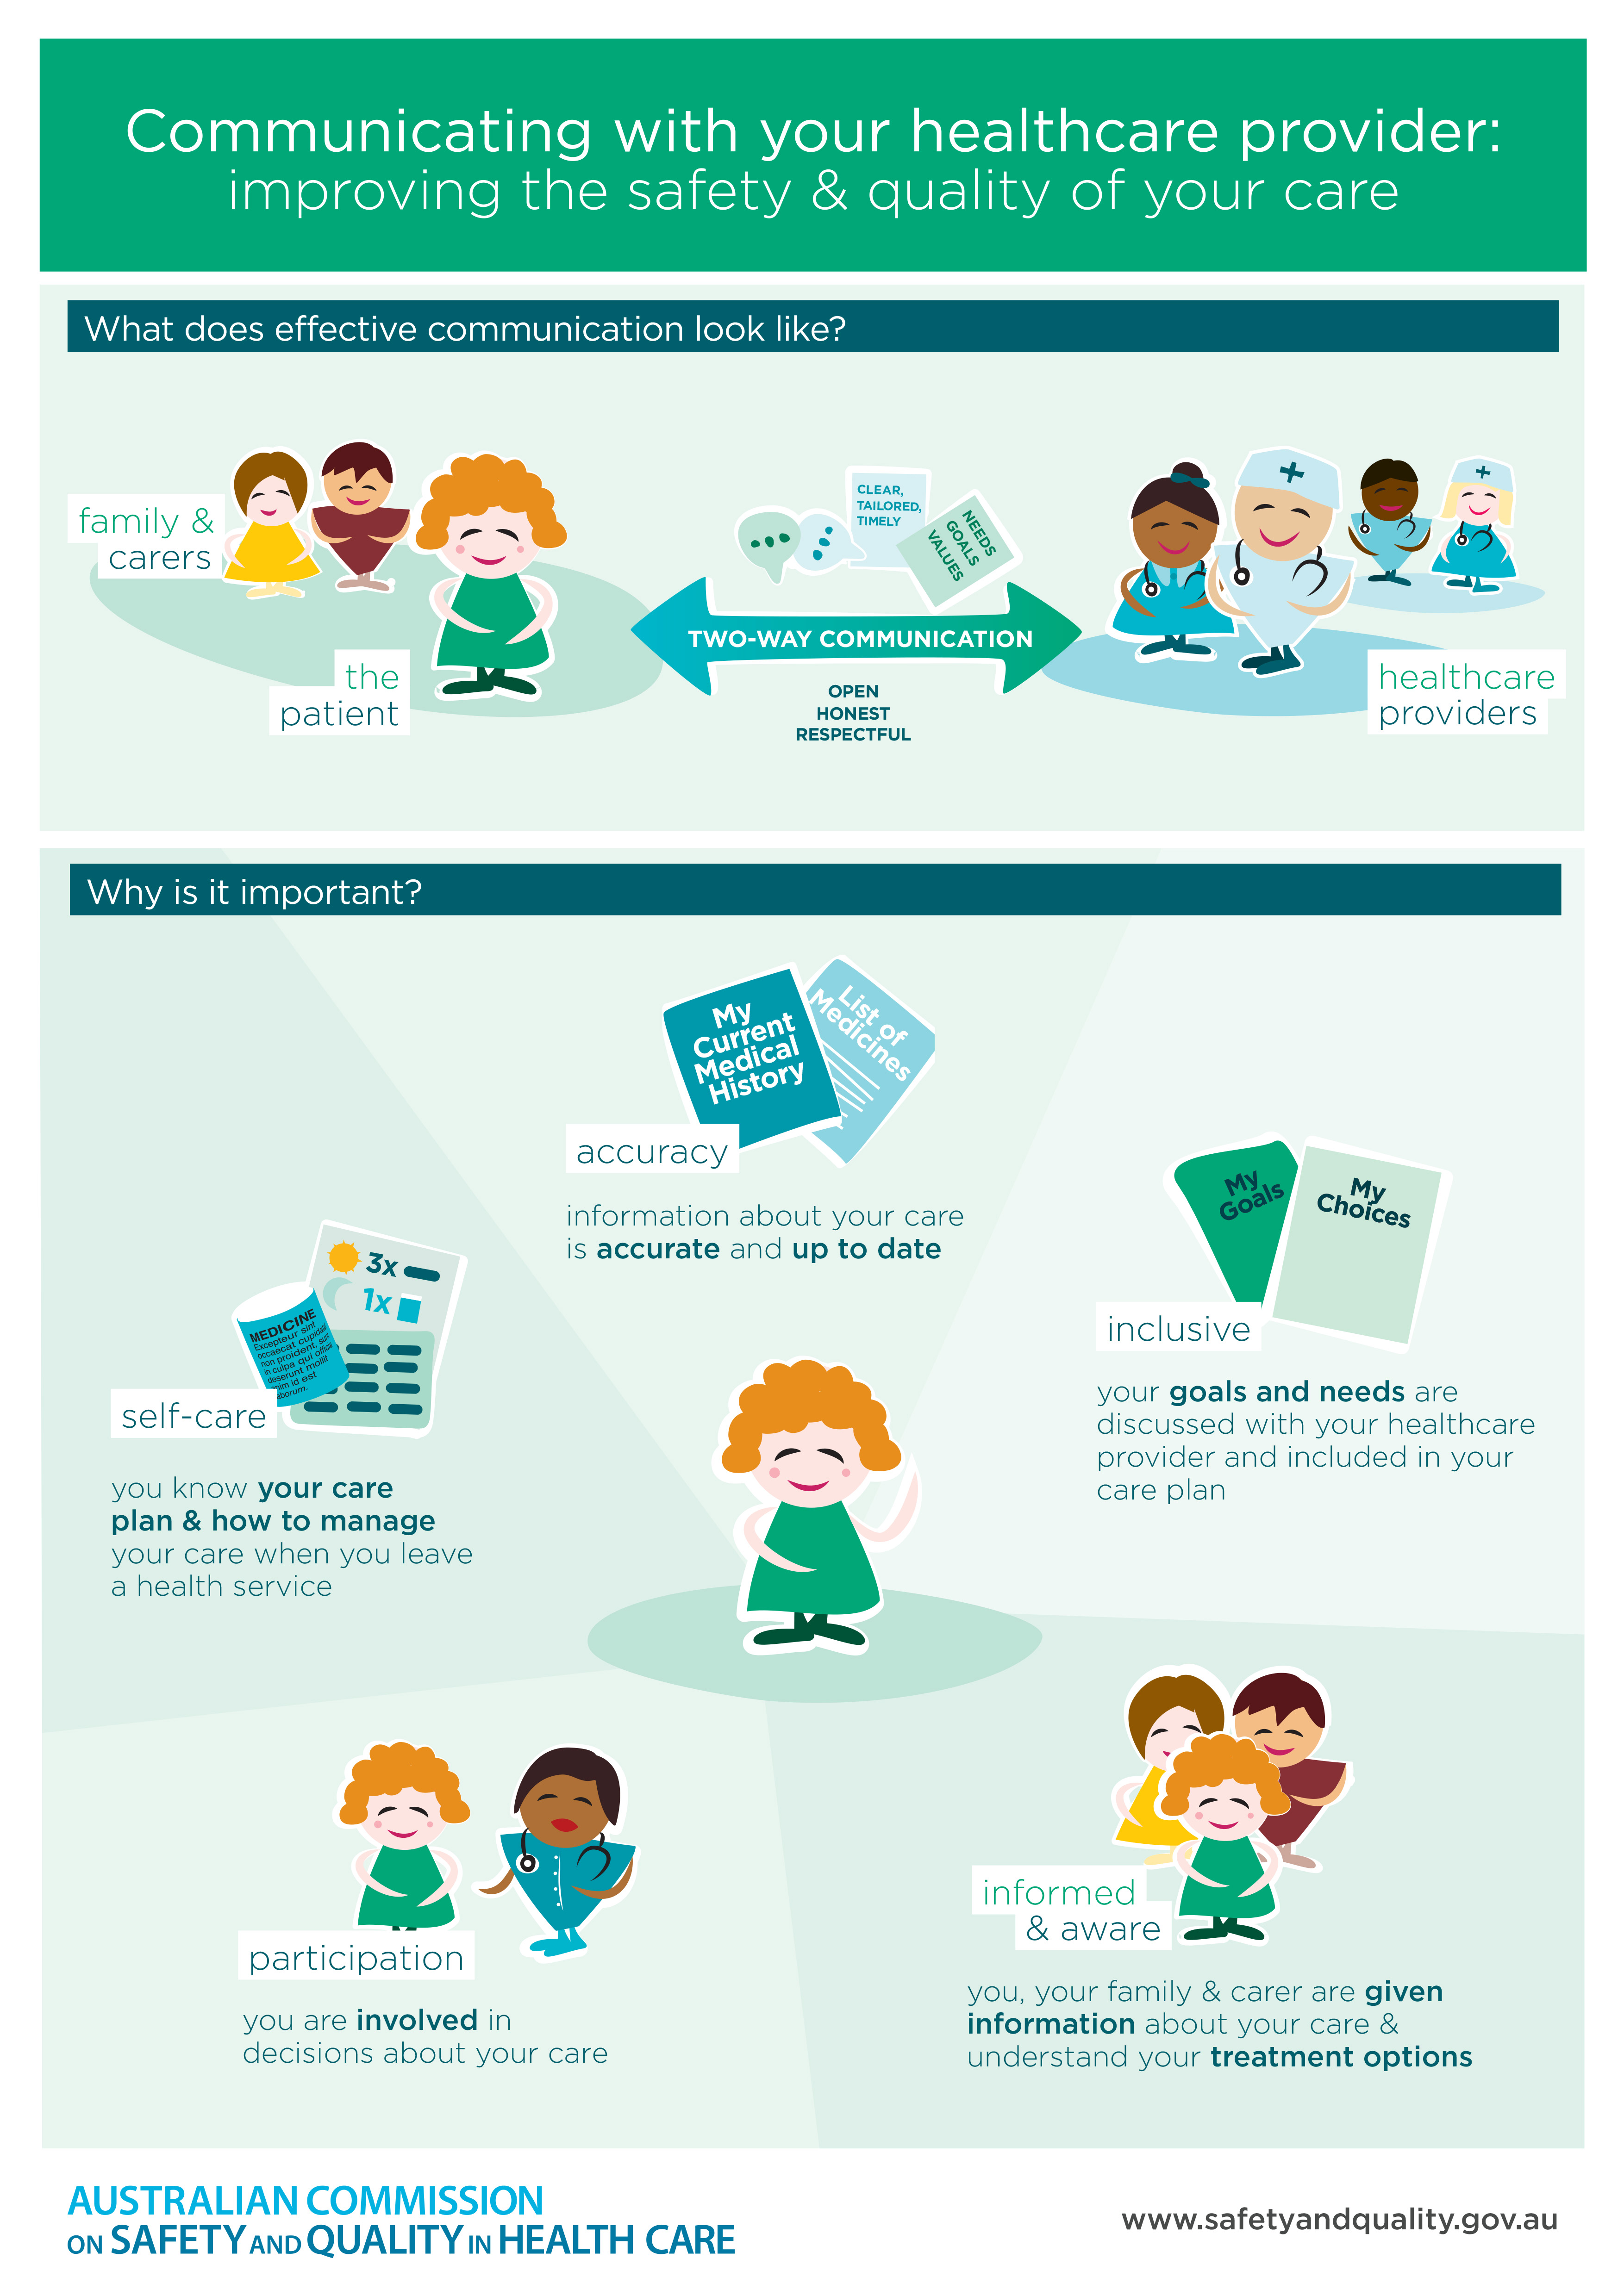 Communicating with your healthcare provider:
improving the safety & quality of your care
What does effective communication look like?
family &
carers
the
patient
CLEAR,
TAILORED,
TIMELY
NEEDS
GOALS
VALUES
TWO-WAY COMMUNICATION
OPEN
HONEST
RESPECTFUL
healthcare
providers
Why is it important?
My
Current
Medical
History
List of
Medicines
accuracy
information about your care
is accurate and up to date
My
Goals
My
Choices
inclusive
your goals and needs are
discussed with your healthcare
provider and included in your
care plan
3x
1x
MEDICINE
Excepteur sint
occaecat cupidat
non proident, sunt
in culpa qui offici
deserunt mollit
anim id est
laborum.
self-care
you know your care
plan & how to manage
your care when you leave
a health service
participation
you are involved in
decisions about your care
informed
& aware
you, your family & carer are given
information about your care &
understand your treatment options
AUSTRALIAN COMMISSION
ON SAFETY AND QUALITY IN HEALTH CARE
www.safetyandquality.gov.au